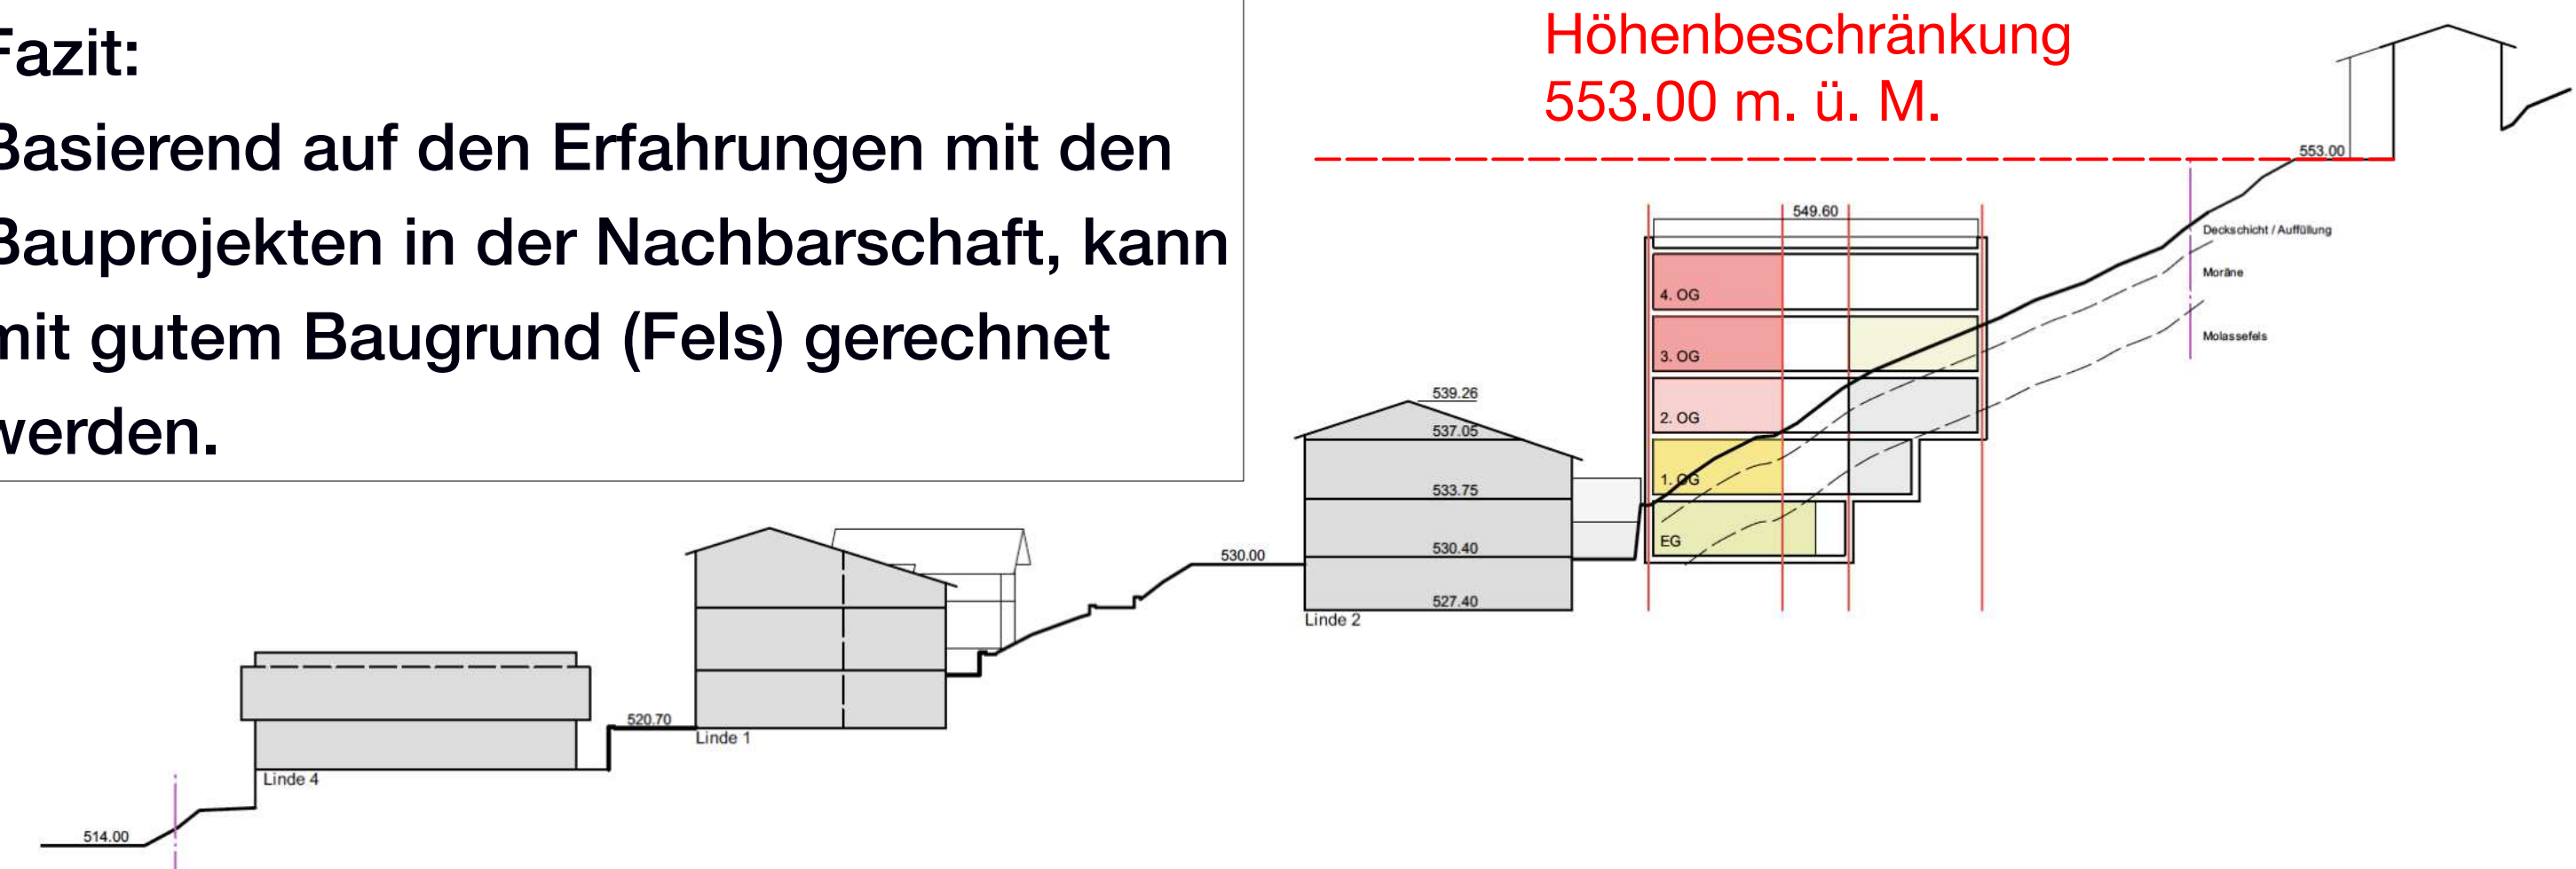 Fazit:
Basierend auf den Erfahrungen mit den
Bauprojekten in der Nachbarschaft, kann
mit gutem Baugrund (Fels) gerechnet
werden.
Höhenbeschränkung
553.00 m. ü. M.
553.00
549.60
Deckschicht / Auffüllung
Moräne
Molassefels
4. OG
3. OG
2. OG
1. OG
EG
539.26
537.05
533.75
530.40
527.40
Linde 2
530.00
520.70
Linde 1
Linde 4
514.00